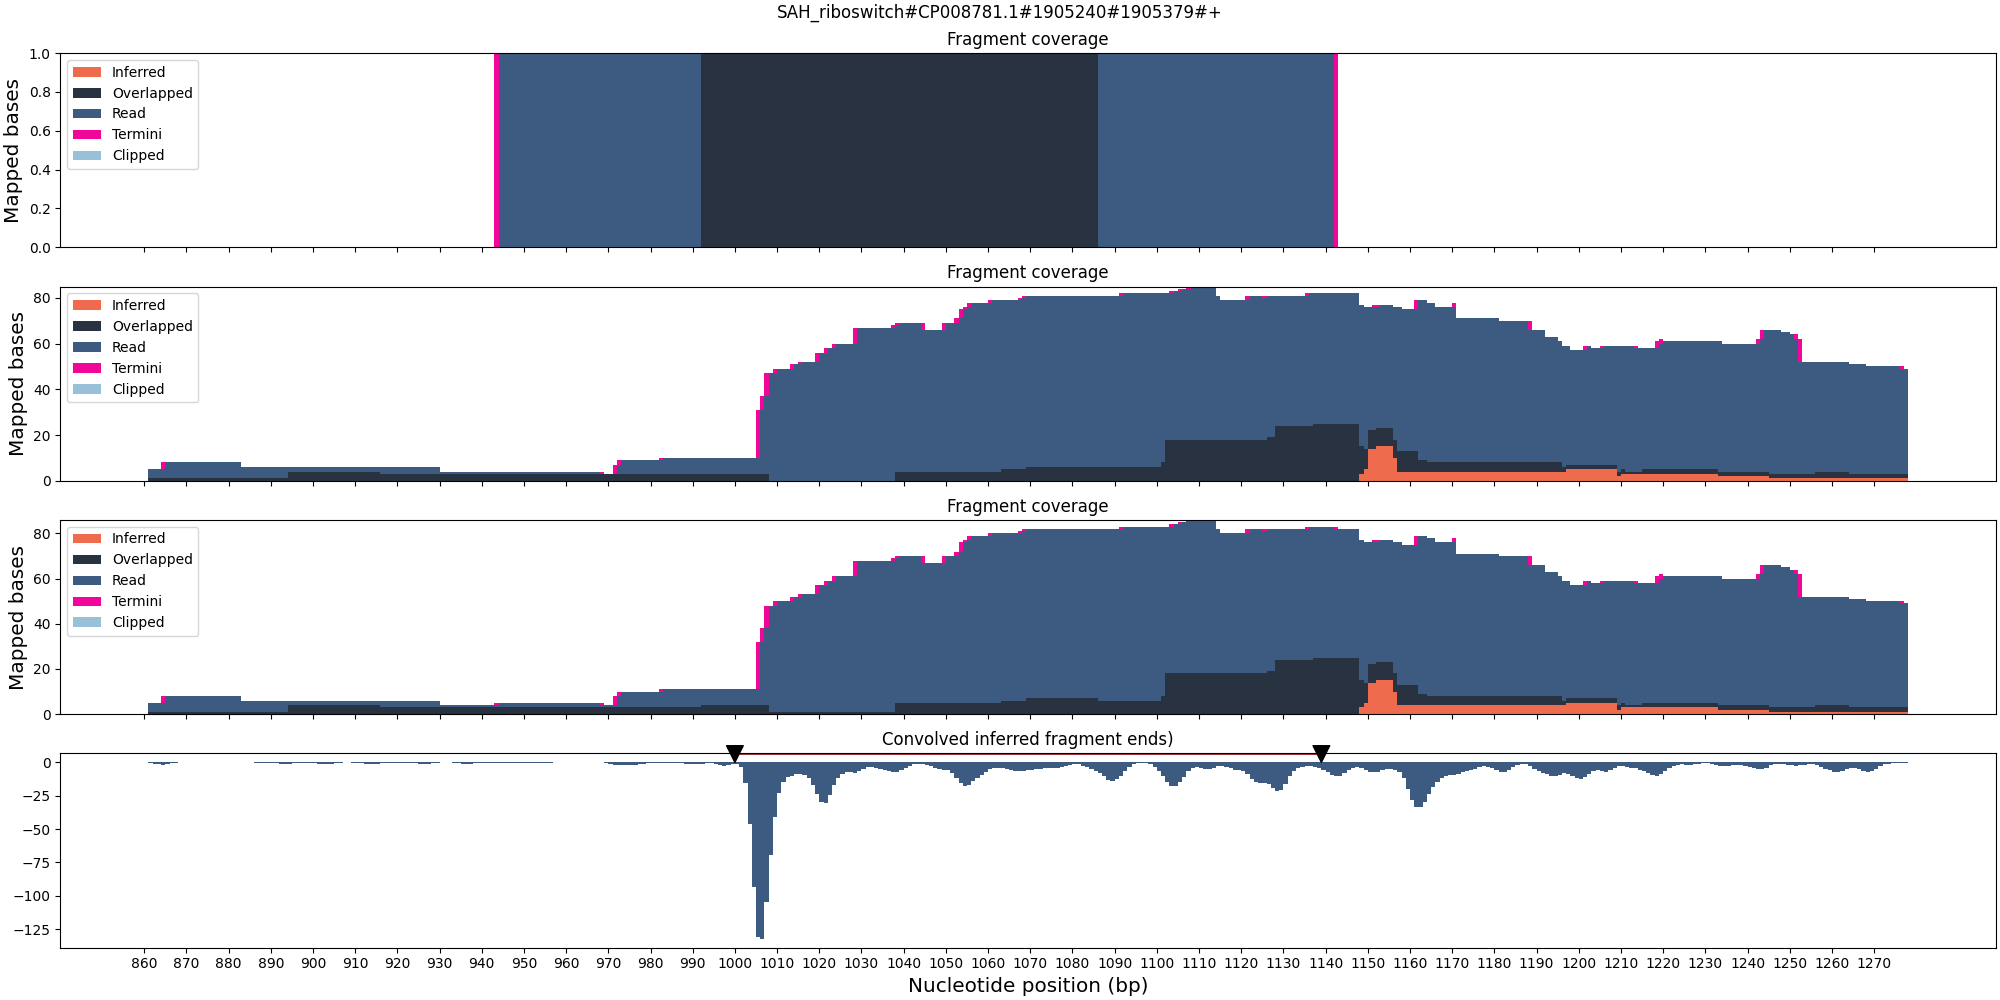 SAH_riboswitch#CP008781.1#1905240#1905379#+
Fragment coverage
Mapped bases
1.0
0.8
0.6
0.4
0.2
0.0
Inferred
Overlapped
Read
Termini
Clipped
Fragment coverage
Mapped bases
80
60
40
20
0
Inferred
Overlapped
Read
Termini
Clipped
Fragment coverage
Mapped bases
80
60
40
20
0
Inferred
Overlapped
Read
Termini
Clipped
Convolved inferred fragment ends)
0
−25
−50
−75
−100
−125
860 870 880 890 900 910 920 930 940 950 960 970 980 990 1000 1010 1020 1030 1040 1050 1060 1070 1080 1090 1100 1110 1120 1130 1140 1150 1160 1170 1180 1190 1200 1210 1220 1230 1240 1250 1260 1270
Nucleotide position (bp)